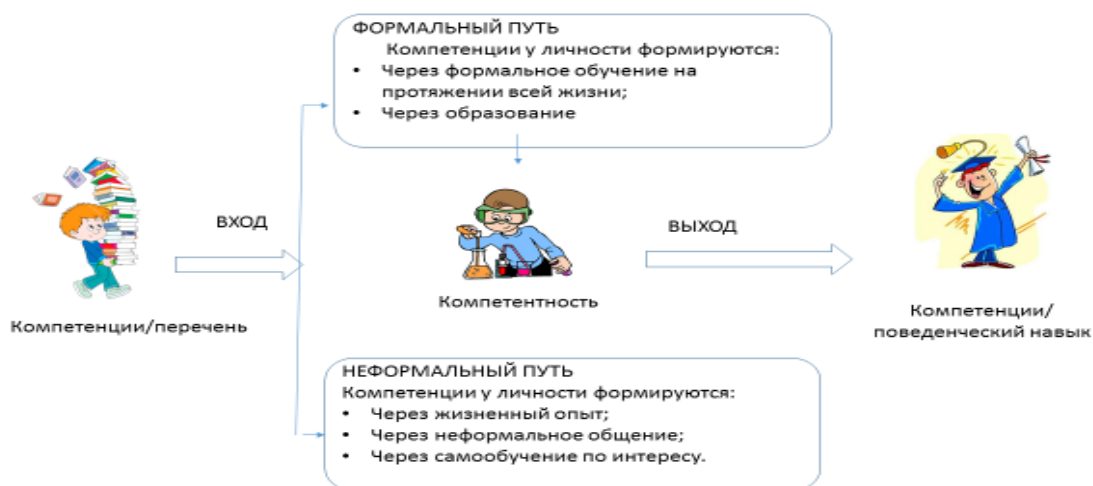 ФОРМАЛЬНЫЙ ПУТЬ
Компетенции у личности формируются:
• Через формальное обучение на
протяжении всей жизни;
• Через образование
ВХОД
ВЫХОД
Компетентность
Компетенции/перечень
Компетенции/
поведенческий навык
НЕФОРМАЛЬНЫЙ ПУТЬ
Компетенции у личности формируются:
• Через жизненный опыт;
• Через неформальное общение;
• Через самообучение по интересу.